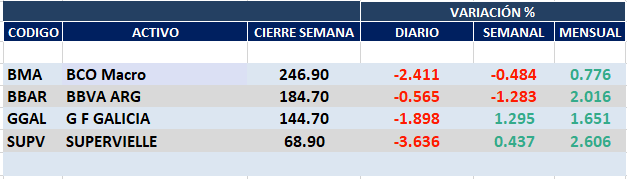 VARIACIÓN %
CODIGO ACTIVO CIERRE SEMANA DIARIO SEMANAL MENSUAL
BMA BCO Macro 246.90 -2.411 -0.484 0.776
BBAR BBVA ARG 184.70 -0.565 -1.283 2.016
GGAL G F GALICIA 144.70 -1.898 1.295 1.651
SUPV SUPERVIELLE 68.90 -3.636 0.437 2.606